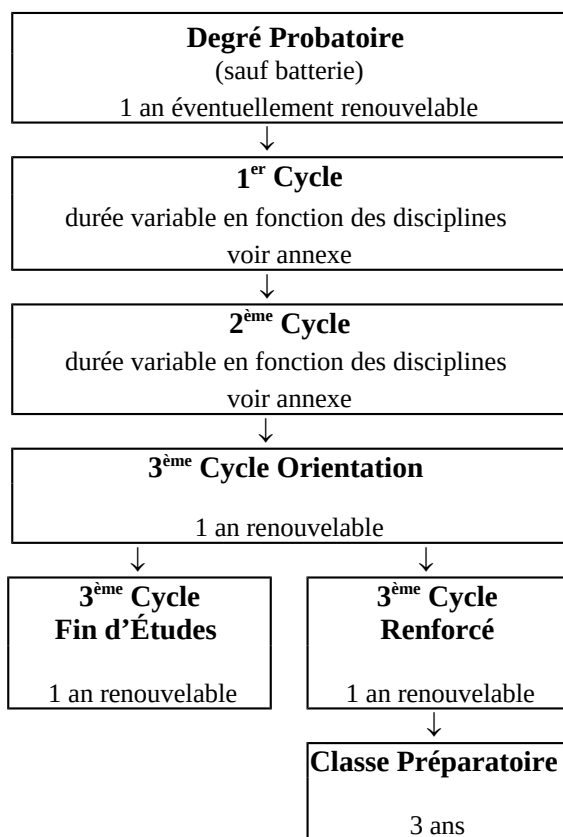 Degré Probatoire
(sauf batterie)
1 an éventuellement renouvelable
↓
1er Cycle
durée variable en fonction des disciplines
voir annexe
↓
2ème Cycle
durée variable en fonction des disciplines
voir annexe
↓
3ème Cycle Orientation
1 an renouvelable
↓ ↓
3ème Cycle
Fin d’Études
1 an renouvelable
3ème Cycle
Renforcé
1 an renouvelable
↓
Classe Préparatoire
3 ans